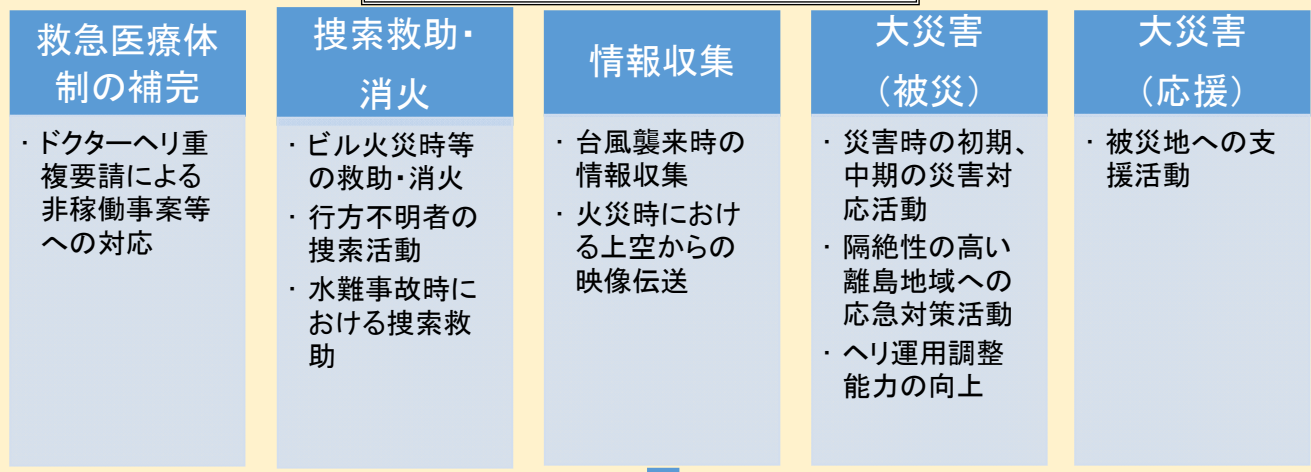 救急医療体
制の補完
・ドクターヘリ重
複要請による
非稼働事案等
への対応
捜索救助・
消火
・ビル火災時等
の救助・消火
・行方不明者の
捜索活動
・水難事故時に
おける捜索救
助
情報収集
・台風襲来時の
情報収集
・火災時におけ
る上空からの
映像伝送
大災害
（被災）
・災害時の初期、
中期の災害対
応活動
・隔絶性の高い
離島地域への
応急対策活動
・ヘリ運用調整
能力の向上
大災害
（応援）
・被災地への支
援活動